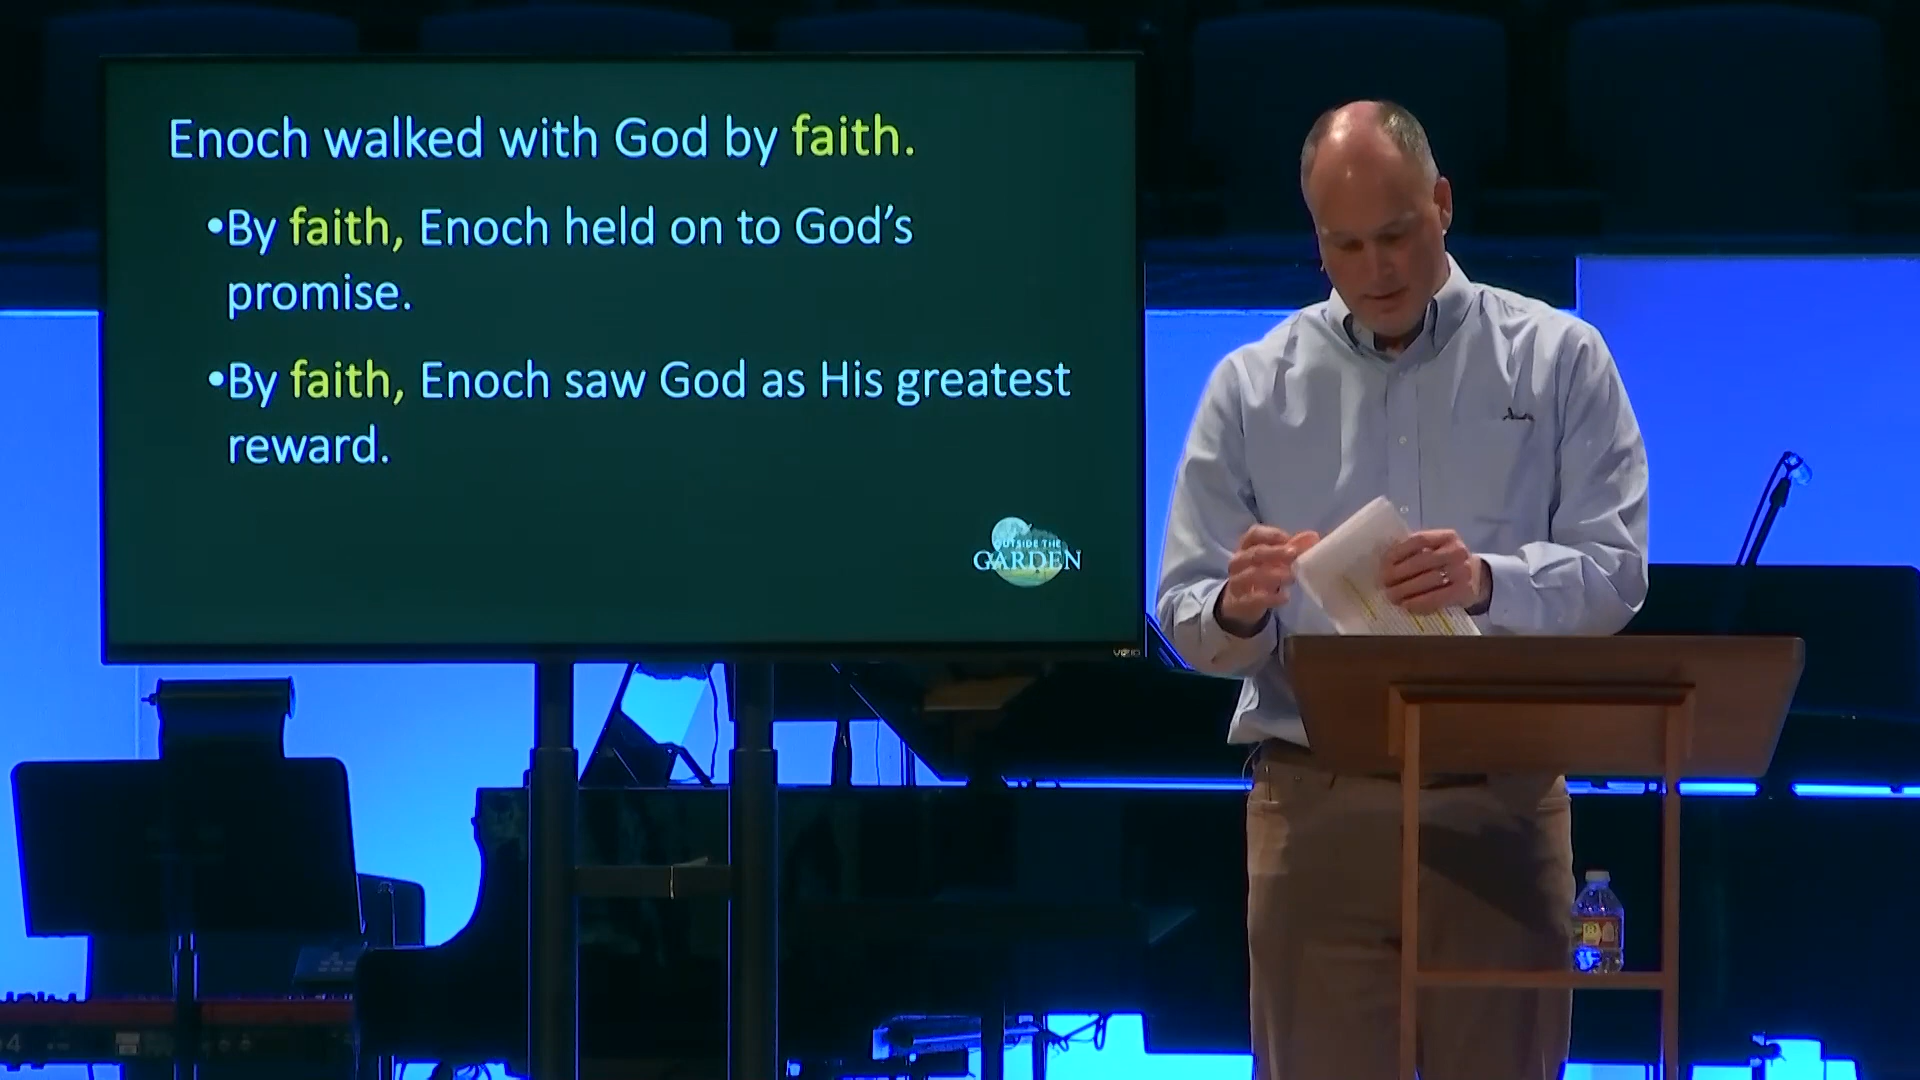 Enoch walked with God by faith.
•By faith, Enoch held on to God's
promise.
•By faith, Enoch saw God as His greatest
reward.
OUTSIDE THE
GARDEN
VIZIO